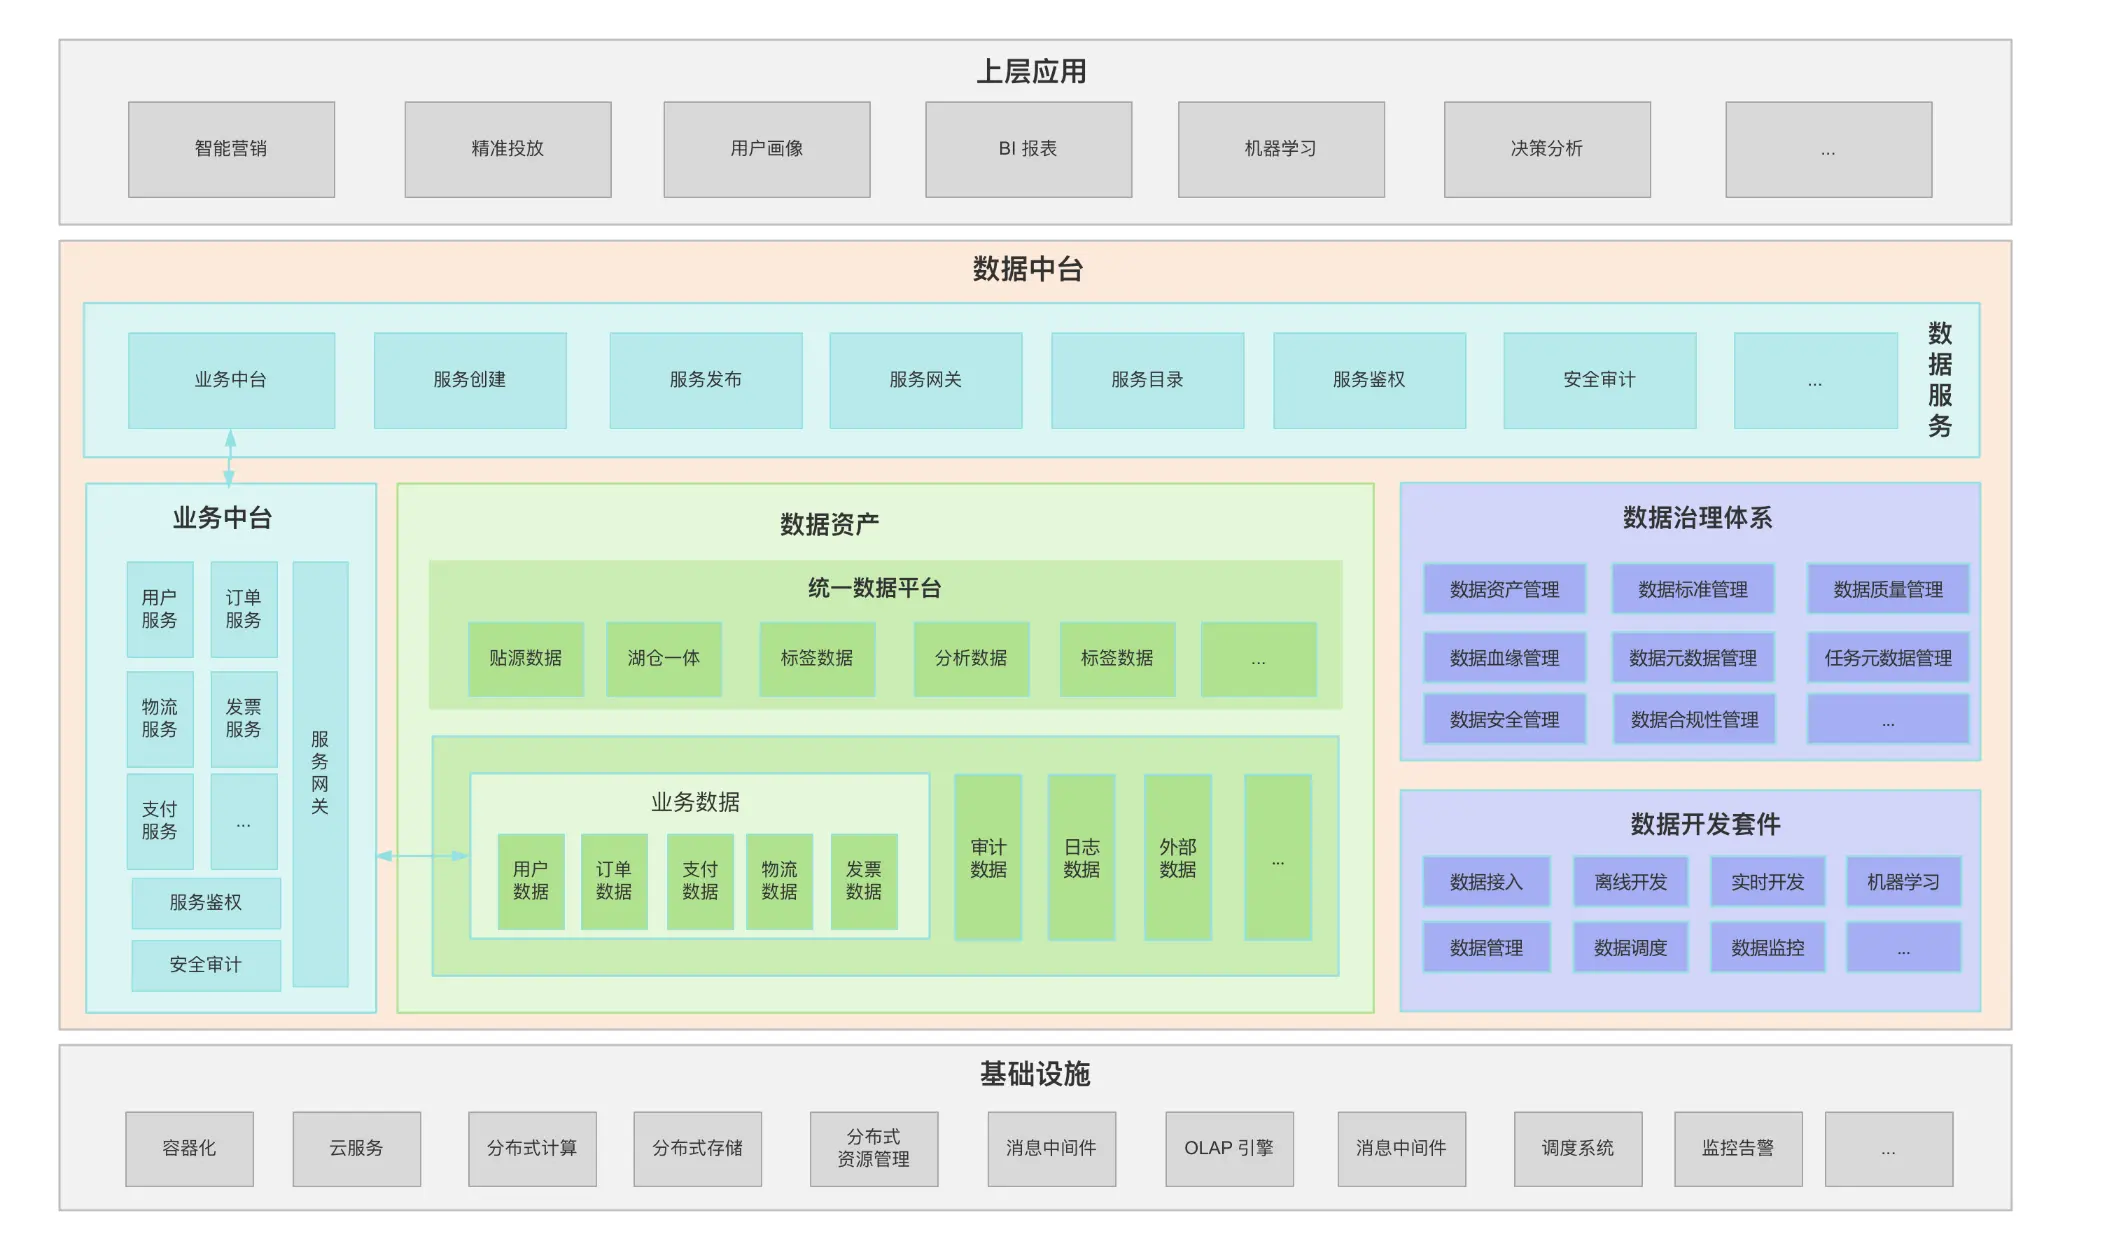 上层应用
智能营销
精准投放
用户画像
BI 报表
机器学习
决策分析
...
数据中台
业务中台
服务创建
服务发布
服务网关
服务目录
服务鉴权
安全审计
...
数
据
服
务
业务中台
用户
服务
订单
服务
物流
服务
发票
服务
支付
服务
...
服务鉴权
安全审计
服
务
网
关
数据资产
统一数据平台
贴源数据
湖仓一体
标签数据
分析数据
标签数据
...
业务数据
用户
数据
订单
数据
支付
数据
物流
数据
发票
数据
审计
数据
日志
数据
外部
数据
...
数据治理体系
数据资产管理
数据标准管理
数据质量管理
数据血缘管理
数据元数据管理
任务元数据管理
数据安全管理
数据合规性管理
...
数据开发套件
数据接入
离线开发
实时开发
机器学习
数据管理
数据调度
数据监控
...
基础设施
容器化
云服务
分布式计算
分布式存储
分布式
资源管理
消息中间件
OLAP 引擎
消息中间件
调度系统
监控告警
...